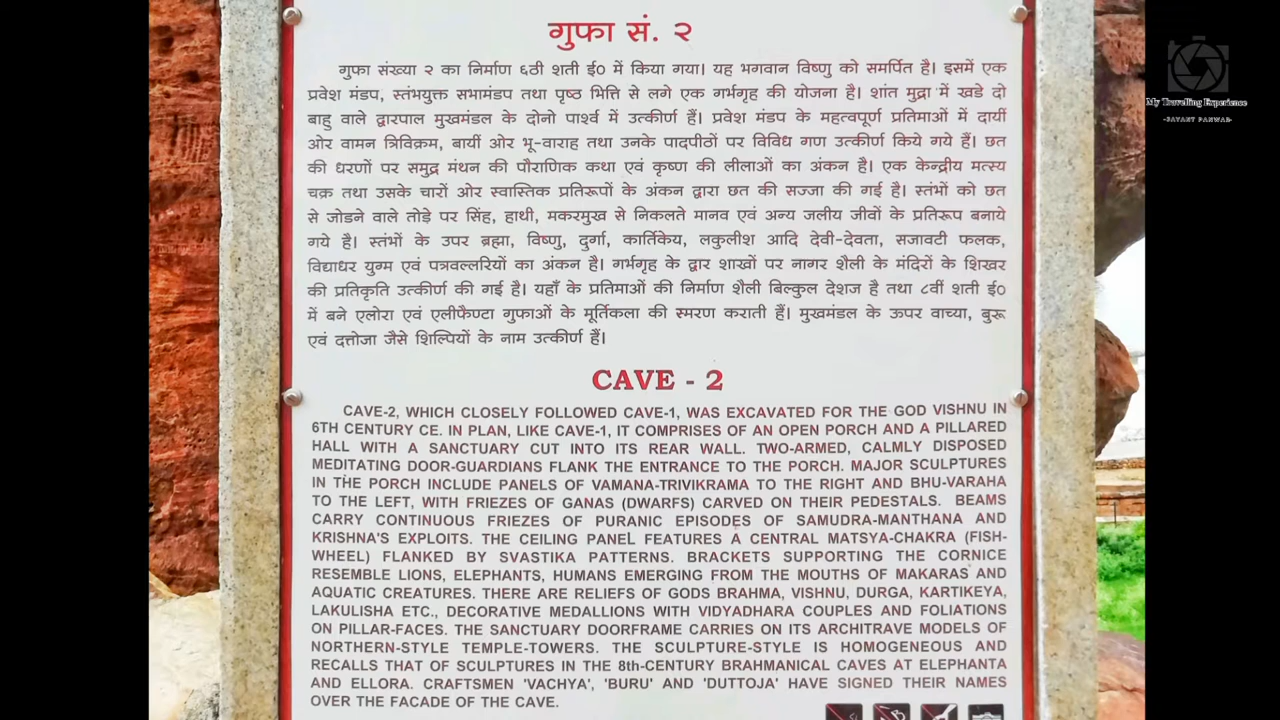 गुफा सं. २
गुफा संख्या २ का निर्माण ६ठी शती ई० में किया गया। यह भगवान विष्णु को समर्पित है। इसमें एक
प्रवेश मंडप, स्तंभयुक्त सभामंडप तथा पृष्ठ भित्ति से लगे एक गर्भगृह की योजना है। शांत मुद्रा में खडे दो
बाहु वाले द्वारपाल मुखमंडल के दोनो पार्श्व में उत्कीर्ण हैं। प्रवेश मंडप के महत्वपूर्ण प्रतिमाओं में दायीं
ओर वामन त्रिविक्रम, बायीं ओर भू-वाराह तथा उनके पादपीठों पर विविध गण उत्कीर्ण किये गये हैं। छत
की धरणों पर समुद्र मंथन की पौराणिक कथा एवं कृष्ण की लीलाओं का अंकन है। एक केन्द्रीय मत्स्य
चक्र तथा उसके चारों ओर स्वास्तिक प्रतिरूपों के अंकन द्वारा छत की सज्जा की गई है। स्तंभों को छत
से जोडने वाले तोड़े पर सिंह, हाथी, मकरमुख से निकलते मानव एवं अन्य जलीय जीवों के प्रतिरूप बनाये
गये है। स्तंभों के उपर ब्रह्मा, विष्णु, दुर्गा, कार्तिकेय, लकुलीश आदि देवी-देवता, सजावटी फलक,
विद्याधर युग्म एवं पत्रवल्लरियों का अंकन है। गर्भगृह के द्वार शाखों पर नागर शैली के मंदिरों के शिखर
की प्रतिकृति उत्कीर्ण की गई है। यहाँ के प्रतिमाओं की निर्माण शैली बिल्कुल देशज है तथा ८वीं शती ई०
में बने एलोरा एवं एलीफैण्टा गुफाओं के मूर्तिकला की स्मरण कराती हैं। मुखमंडल के ऊपर वाच्या, बुरू
एवं दत्तोजा जैसे शिल्पियों के नाम उत्कीर्ण हैं।
CAVE - 2
CAVE-2, WHICH CLOSELY FOLLOWED CAVE-1, WAS EXCAVATED FOR THE GOD VISHNU IN
6TH CENTURY CE. IN PLAN, LIKE CAVE-1, IT COMPRISES OF AN OPEN PORCH AND A PILLARED
HALL WITH A SANCTUARY CUT INTO ITS REAR WALL. TWO-ARMED, CALMLY DISPOSED
MEDITATING DOOR-GUARDIANS FLANK THE ENTRANCE TO THE PORCH. MAJOR SCULPTURES
IN THE PORCH INCLUDE PANELS OF VAMANA-TRIVIKRAMA TO THE RIGHT AND BHU-VARAHA
TO THE LEFT, WITH FRIEZES OF GANAS (DWARFS) CARVED ON THEIR PEDESTALS. BEAMS
CARRY CONTINUOUS FRIEZES OF PURANIC EPISODES OF SAMUDRA-MANTHANA AND
KRISHNA'S EXPLOITS. THE CEILING PANEL FEATURES A CENTRAL MATSYA-CHAKRA (FISH-
WHEEL) FLANKED BY SVASTIKA PATTERNS. BRACKETS SUPPORTING THE CORNICE
RESEMBLE LIONS, ELEPHANTS, HUMANS EMERGING FROM THE MOUTHS OF MAKARAS AND
AQUATIC CREATURES. THERE ARE RELIEFS OF GODS BRAHMA, VISHNU, DURGA, KARTIKEYA,
LAKULISHA ETC., DECORATIVE MEDALLIONS WITH VIDYADHARA COUPLES AND FOLIATIONS
ON PILLAR-FACES. THE SANCTUARY DOORFRAME CARRIES ON ITS ARCHITRAVE MODELS OF
NORTHERN-STYLE TEMPLE-TOWERS. THE SCULPTURE-STYLE IS HOMOGENEOUS AND
RECALLS THAT OF SCULPTURES IN THE 8th-CENTURY BRAHMANICAL CAVES AT ELEPHANTA
AND ELLORA. CRAFTSMEN 'VACHYA', 'BURU' AND 'DUTTOJA' HAVE SIGNED THEIR NAMES
OVER THE FACADE OF THE CAVE.
My Travelling Experience
-JAYANT PANWAR-